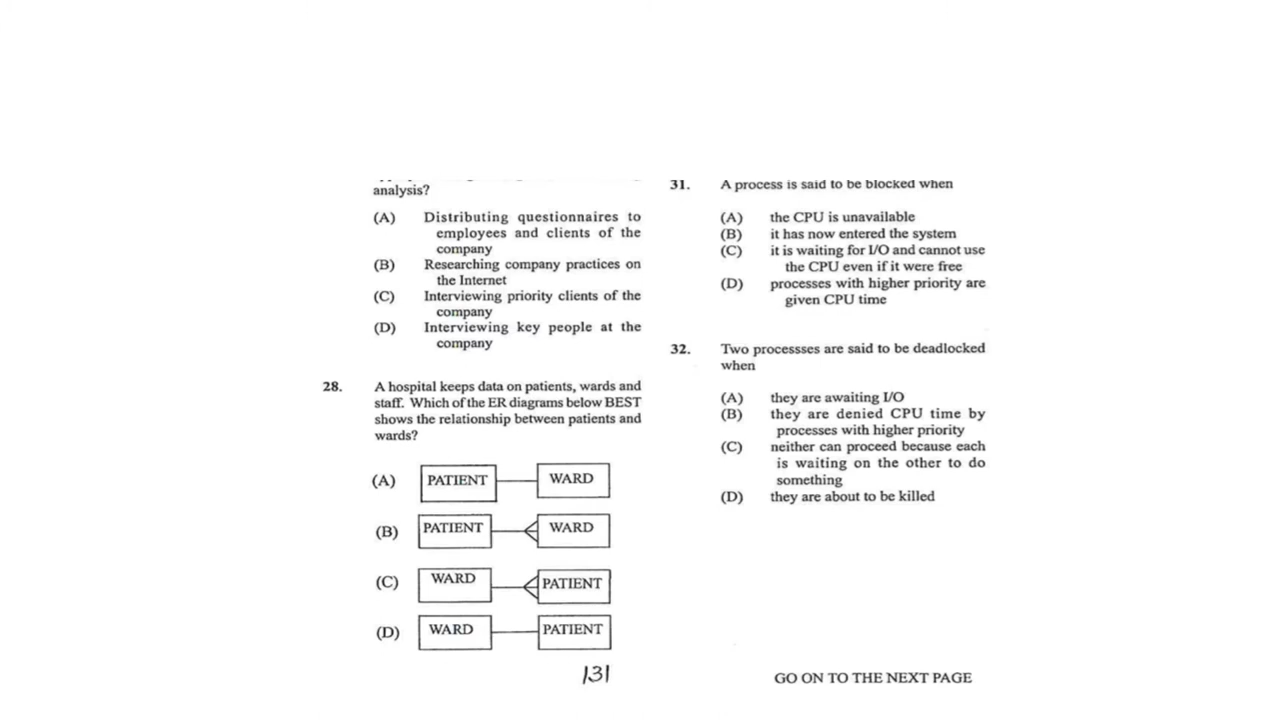 analysis?
(A) Distributing questionnaires to
employees and clients of the
company
(B) Researching company practices on
the Internet
(C) Interviewing priority clients of the
company
(D) Interviewing key people at the
company
28. A hospital keeps data on patients, wards and
staff. Which of the ER diagrams below BEST
shows the relationship between patients and
wards?
(A) PATIENT WARD
(B) PATIENT WARD
(C) WARD PATIENT
(D) WARD PATIENT
131
31. A process is said to be blocked when
(A) the CPU is unavailable
(B) it has now entered the system
(C) it is waiting for I/O and cannot use
the CPU even if it were free
(D) processes with higher priority are
given CPU time
32. Two processses are said to be deadlocked
when
(A) they are awaiting I/O
(B) they are denied CPU time by
processes with higher priority
(C) neither can proceed because each
is waiting on the other to do
something
(D) they are about to be killed
GO ON TO THE NEXT PAGE